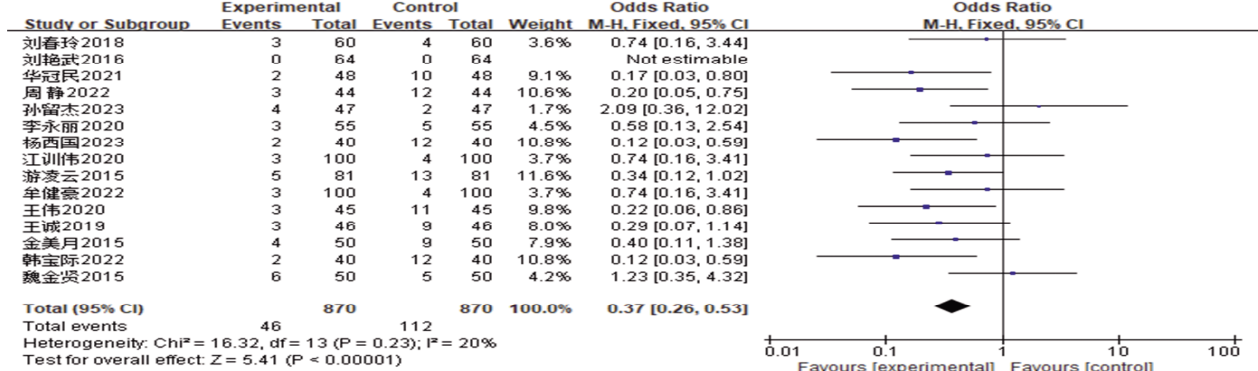 Experimental Control Odds Ratio Odds Ratio
Study or Subgroup Events Total Events Total Weight M-H, Fixed, 95% CI M-H, Fixed, 95% CI
刘春玲2018 3 60 4 60 3.6% 0.74 [0.16, 3.44]
刘艳武2016 0 64 0 64 Not estimable
华冠民2021 2 48 10 48 9.1% 0.17 [0.03, 0.80]
周 静2022 3 44 12 44 10.6% 0.20 [0.05, 0.75]
孙留杰2023 4 47 2 47 1.7% 2.09 [0.36, 12.02]
李永丽2020 3 55 5 55 4.5% 0.58 [0.13, 2.54]
杨西国2023 2 40 12 40 10.8% 0.12 [0.03, 0.59]
江训伟2020 3 100 4 100 3.7% 0.74 [0.16, 3.41]
游凌云2015 5 81 13 81 11.6% 0.34 [0.12, 1.02]
牟健豪2022 3 100 4 100 3.7% 0.74 [0.16, 3.41]
王伟2020 3 45 11 45 9.8% 0.22 [0.06, 0.86]
王诚2019 3 46 9 46 8.0% 0.29 [0.07, 1.14]
金美月2015 4 50 9 50 7.9% 0.40 [0.11, 1.38]
韩宝际2022 2 40 12 40 10.8% 0.12 [0.03, 0.59]
魏金贤2015 6 50 5 50 4.2% 1.23 [0.35, 4.32]
Total (95% CI) 870 870 100.0% 0.37 [0.26, 0.53]
Total events 46 112
Heterogeneity: Chi² = 16.32, df = 13 (P = 0.23); I² = 20%
Test for overall effect: Z = 5.41 (P < 0.00001)
0.01 0.1 1 10 100
Favours [experimental] Favours [control]